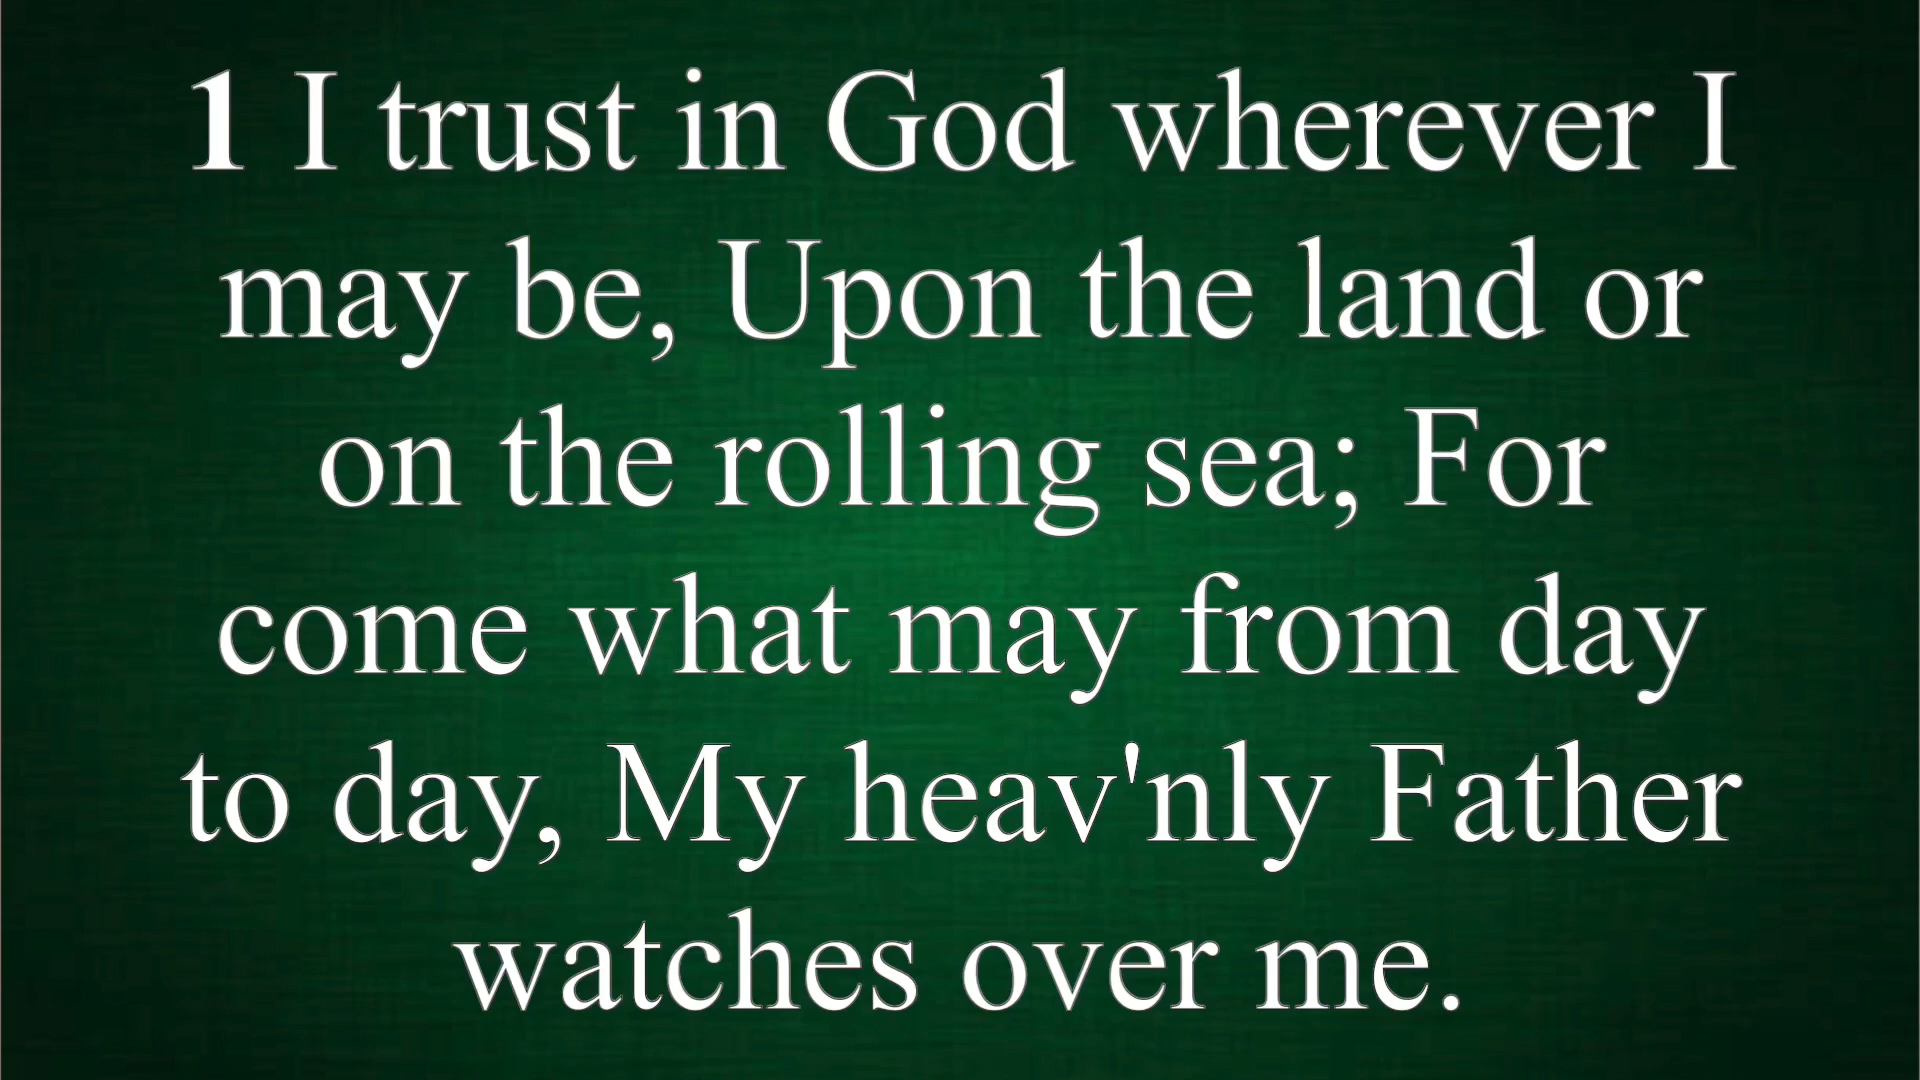 1 I trust in God wherever I
may be, Upon the land or
on the rolling sea; For
come what may from day
to day, My heav'nly Father
watches over me.